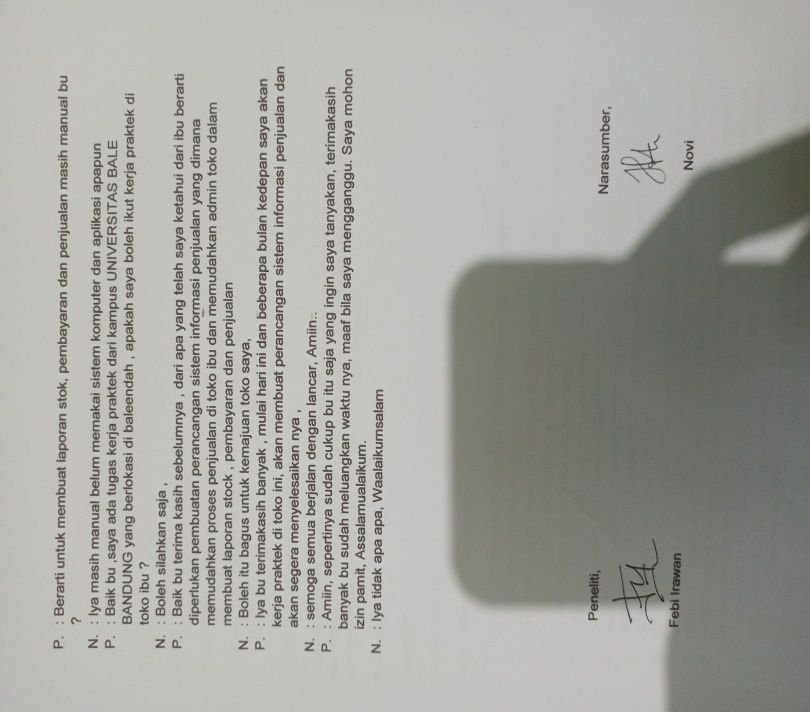 P. : Berarti untuk membuat laporan stok, pembayaran dan penjualan masih manual bu
?
N. : Iya masih manual belum memakai sistem komputer dan aplikasi apapun
P. : Baik bu ,saya ada tugas kerja praktek dari kampus UNIVERSITAS BALE
BANDUNG yang berlokasi di baleendah , apakah saya boleh ikut kerja praktek di
toko ibu ?
N. : Boleh silahkan saja ,
P. : Baik bu terima kasih sebelumnya , dari apa yang telah saya ketahui dari ibu berarti
diperlukan pembuatan perancangan sistem informasi penjualan yang dimana
memudahkan proses penjualan di toko ibu dan memudahkan admin toko dalam
membuat laporan stock , pembayaran dan penjualan
N. : Boleh itu bagus untuk kemajuan toko saya,
P. : Iya bu terimakasih banyak , mulai hari ini dan beberapa bulan kedepan saya akan
kerja praktek di toko ini, akan membuat perancangan sistem informasi penjualan dan
akan segera menyelesaikan nya ,
N. : semoga semua berjalan dengan lancar, Amiin..
P. : Amiin, sepertinya sudah cukup bu itu saja yang ingin saya tanyakan, terimakasih
banyak bu sudah meluangkan waktu nya, maaf bila saya mengganggu. Saya mohon
izin pamit, Assalamualaikum.
N. : Iya tidak apa apa, Waalaikumsalam
Peneliti,
Narasumber,
Febi Irawan
Novi